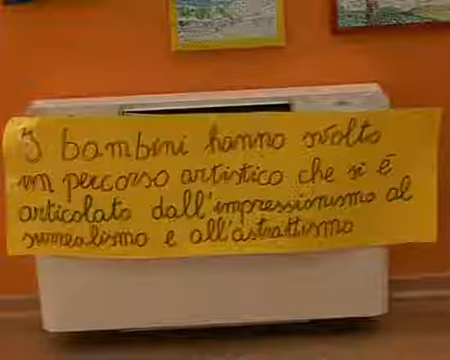 I bambini hanno svolto
un percorso artistico che si è
articolato dall'impressionismo al
surrealismo e all'astrattismo